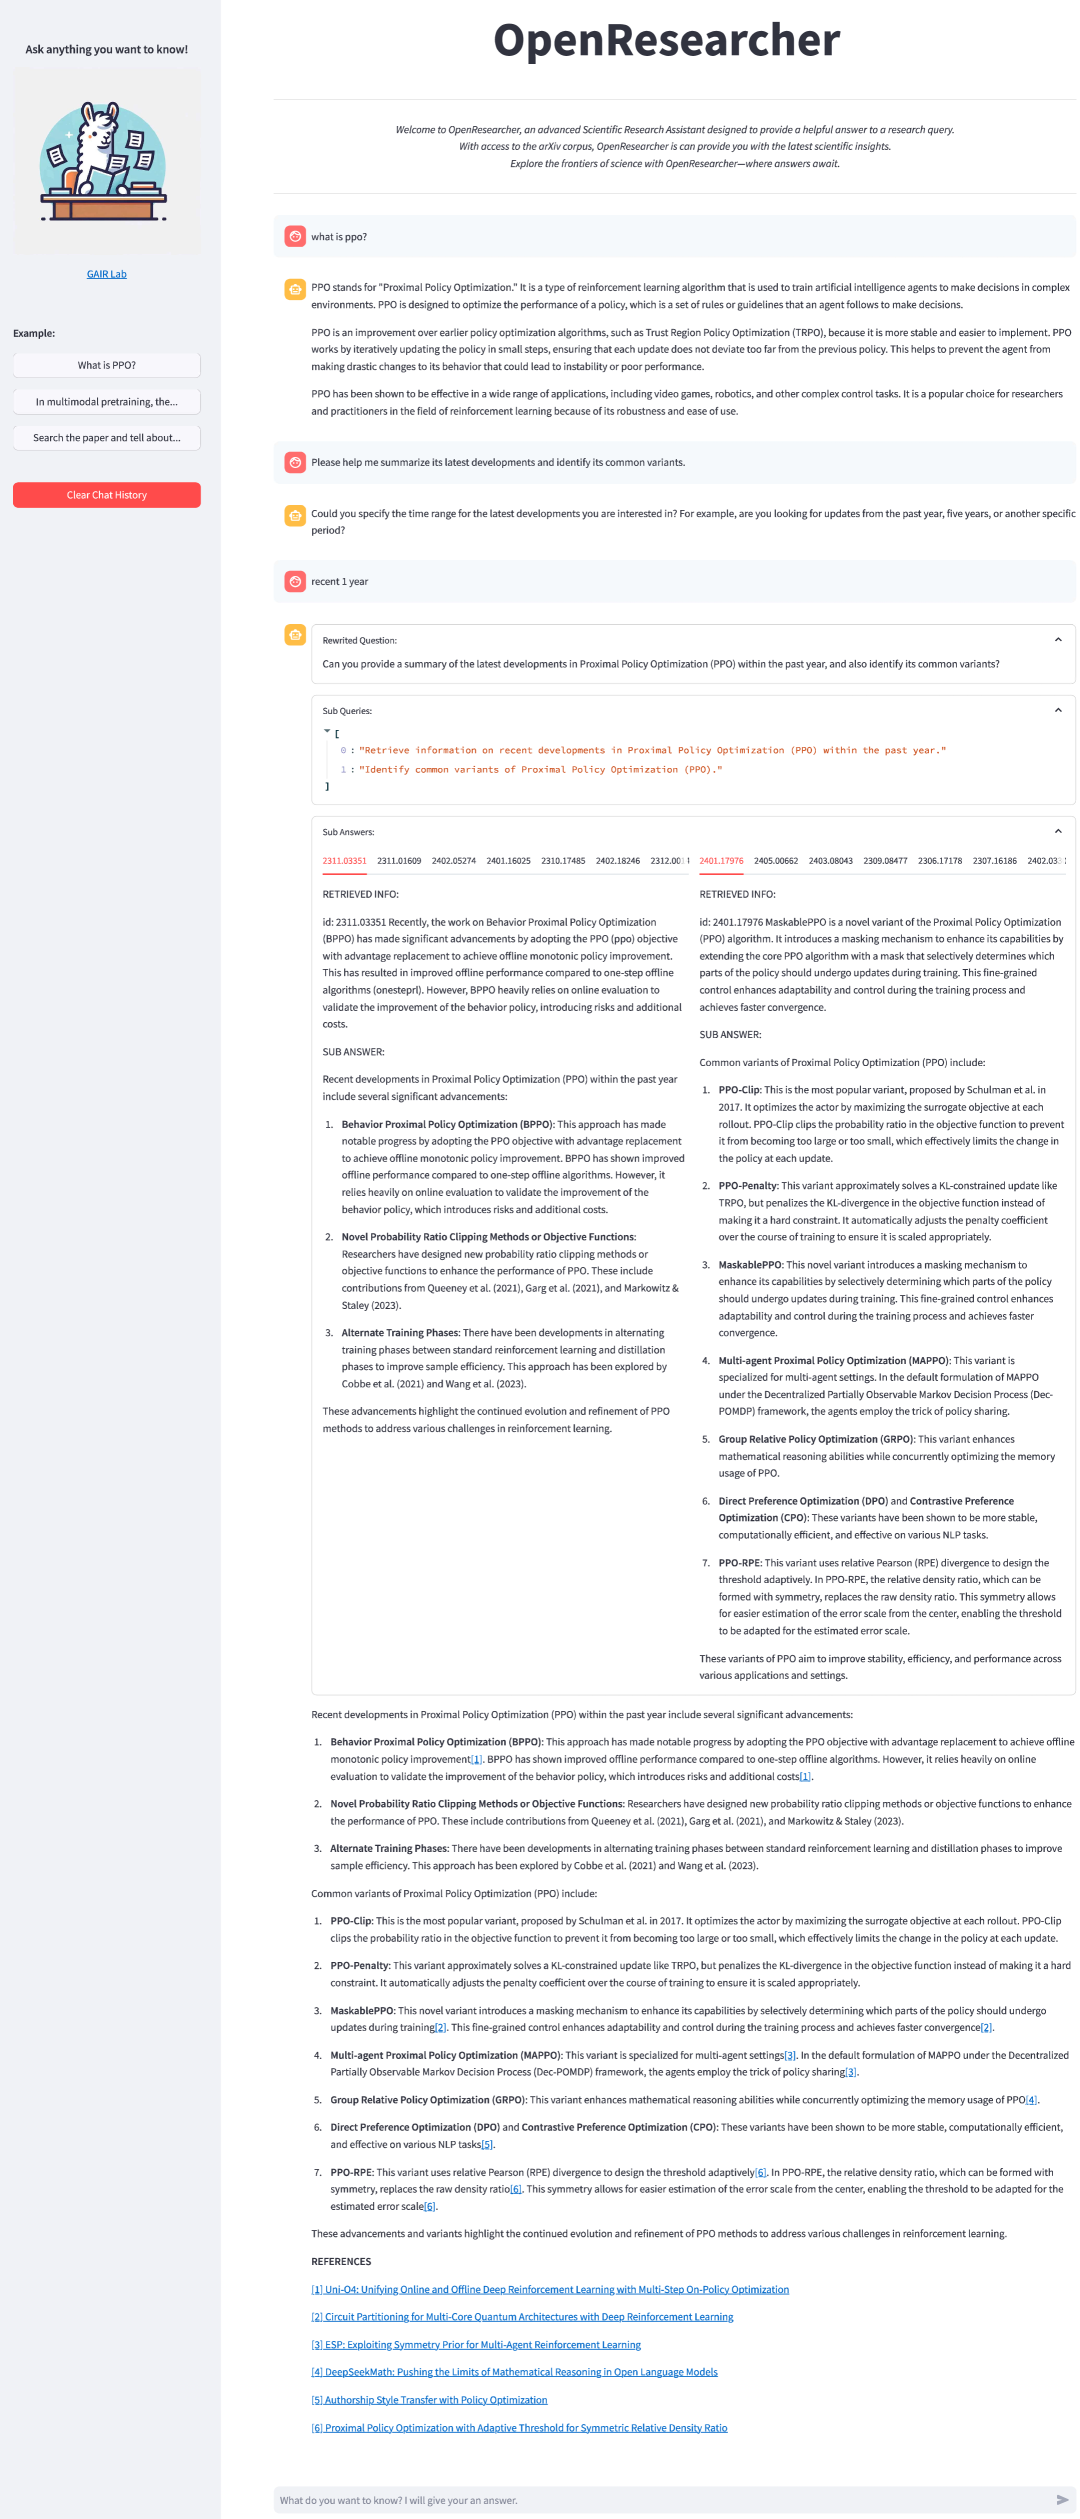 Ask anything you want to know!
GAIR Lab
Example:
What is PPO?
In multimodal pretraining, the...
Search the paper and tell about...
Clear Chat History
OpenResearcher
Welcome to OpenResearcher, an advanced Scientific Research Assistant designed to provide a helpful answer to a research query.
With access to the arXiv corpus, OpenResearcher is can provide you with the latest scientific insights.
Explore the frontiers of science with OpenResearcher—where answers await.
what is ppo?
PPO stands for "Proximal Policy Optimization." It is a type of reinforcement learning algorithm that is used to train artificial intelligence agents to make decisions in complex
environments. PPO is designed to optimize the performance of a policy, which is a set of rules or guidelines that an agent follows to make decisions.
PPO is an improvement over earlier policy optimization algorithms, such as Trust Region Policy Optimization (TRPO), because it is more stable and easier to implement. PPO
works by iteratively updating the policy in small steps, ensuring that each update does not deviate too far from the previous policy. This helps to prevent the agent from
making drastic changes to its behavior that could lead to instability or poor performance.
PPO has been shown to be effective in a wide range of applications, including video games, robotics, and other complex control tasks. It is a popular choice for researchers
and practitioners in the field of reinforcement learning because of its robustness and ease of use.
Please help me summarize its latest developments and identify its common variants.
Could you specify the time range for the latest developments you are interested in? For example, are you looking for updates from the past year, five years, or another specific
period?
recent 1 year
Rewrited Question:
Can you provide a summary of the latest developments in Proximal Policy Optimization (PPO) within the past year, and also identify its common variants?
Sub Queries:
[
0 : "Retrieve information on recent developments in Proximal Policy Optimization (PPO) within the past year."
1 : "Identify common variants of Proximal Policy Optimization (PPO)."
]
Sub Answers:
2311.03351 2311.01609 2402.05274 2401.16025 2310.17485 2402.18246 2312.00
RETRIEVED INFO:
id: 2311.03351 Recently, the work on Behavior Proximal Policy Optimization
(BPPO) has made significant advancements by adopting the PPO (ppo) objective
with advantage replacement to achieve offline monotonic policy improvement.
This has resulted in improved offline performance compared to one-step offline
algorithms (onesteprl). However, BPPO heavily relies on online evaluation to
validate the improvement of the behavior policy, introducing risks and additional
costs.
SUB ANSWER:
Recent developments in Proximal Policy Optimization (PPO) within the past year
include several significant advancements:
1. Behavior Proximal Policy Optimization (BPPO): This approach has made
notable progress by adopting the PPO objective with advantage replacement
to achieve offline monotonic policy improvement. BPPO has shown improved
offline performance compared to one-step offline algorithms. However, it
relies heavily on online evaluation to validate the improvement of the
behavior policy, which introduces risks and additional costs.
2. Novel Probability Ratio Clipping Methods or Objective Functions:
Researchers have designed new probability ratio clipping methods or
objective functions to enhance the performance of PPO. These include
contributions from Queeney et al. (2021), Garg et al. (2021), and Markowitz &
Staley (2023).
3. Alternate Training Phases: There have been developments in alternating
training phases between standard reinforcement learning and distillation
phases to improve sample efficiency. This approach has been explored by
Cobbe et al. (2021) and Wang et al. (2023).
These advancements highlight the continued evolution and refinement of PPO
methods to address various challenges in reinforcement learning.
2401.17976 2405.00662 2403.08043 2309.08477 2306.17178 2307.16186 2402.03
RETRIEVED INFO:
id: 2401.17976 MaskablePPO is a novel variant of the Proximal Policy Optimization
(PPO) algorithm. It introduces a masking mechanism to enhance its capabilities by
extending the core PPO algorithm with a mask that selectively determines which
parts of the policy should undergo updates during training. This fine-grained
control enhances adaptability and control during the training process and
achieves faster convergence.
SUB ANSWER:
Common variants of Proximal Policy Optimization (PPO) include:
1. PPO-Clip: This is the most popular variant, proposed by Schulman et al. in
2017. It optimizes the actor by maximizing the surrogate objective at each
rollout. PPO-Clip clips the probability ratio in the objective function to prevent
it from becoming too large or too small, which effectively limits the change in
the policy at each update.
2. PPO-Penalty: This variant approximately solves a KL-constrained update like
TRPO, but penalizes the KL-divergence in the objective function instead of
making it a hard constraint. It automatically adjusts the penalty coefficient
over the course of training to ensure it is scaled appropriately.
3. MaskablePPO: This novel variant introduces a masking mechanism to
enhance its capabilities by selectively determining which parts of the policy
should undergo updates during training. This fine-grained control enhances
adaptability and control during the training process and achieves faster
convergence.
4. Multi-agent Proximal Policy Optimization (MAPPO): This variant is
specialized for multi-agent settings. In the default formulation of MAPPO
under the Decentralized Partially Observable Markov Decision Process (Dec-
POMDP) framework, the agents employ the trick of policy sharing.
5. Group Relative Policy Optimization (GRPO): This variant enhances
mathematical reasoning abilities while concurrently optimizing the memory
usage of PPO.
6. Direct Preference Optimization (DPO) and Contrastive Preference
Optimization (CPO): These variants have been shown to be more stable,
computationally efficient, and effective on various NLP tasks.
7. PPO-RPE: This variant uses relative Pearson (RPE) divergence to design the
threshold adaptively. In PPO-RPE, the relative density ratio, which can be
formed with symmetry, replaces the raw density ratio. This symmetry allows
for easier estimation of the error scale from the center, enabling the threshold
to be adapted for the estimated error scale.
These variants of PPO aim to improve stability, efficiency, and performance across
various applications and settings.
Recent developments in Proximal Policy Optimization (PPO) within the past year include several significant advancements:
1. Behavior Proximal Policy Optimization (BPPO): This approach has made notable progress by adopting the PPO objective with advantage replacement to achieve offline
monotonic policy improvement[1]. BPPO has shown improved offline performance compared to one-step offline algorithms. However, it relies heavily on online
evaluation to validate the improvement of the behavior policy, which introduces risks and additional costs[1].
2. Novel Probability Ratio Clipping Methods or Objective Functions: Researchers have designed new probability ratio clipping methods or objective functions to enhance
the performance of PPO. These include contributions from Queeney et al. (2021), Garg et al. (2021), and Markowitz & Staley (2023).
3. Alternate Training Phases: There have been developments in alternating training phases between standard reinforcement learning and distillation phases to improve
sample efficiency. This approach has been explored by Cobbe et al. (2021) and Wang et al. (2023).
Common variants of Proximal Policy Optimization (PPO) include:
1. PPO-Clip: This is the most popular variant, proposed by Schulman et al. in 2017. It optimizes the actor by maximizing the surrogate objective at each rollout. PPO-Clip
clips the probability ratio in the objective function to prevent it from becoming too large or too small, which effectively limits the change in the policy at each update.
2. PPO-Penalty: This variant approximately solves a KL-constrained update like TRPO, but penalizes the KL-divergence in the objective function instead of making it a hard
constraint. It automatically adjusts the penalty coefficient over the course of training to ensure it is scaled appropriately.
3. MaskablePPO: This novel variant introduces a masking mechanism to enhance its capabilities by selectively determining which parts of the policy should undergo
updates during training[2]. This fine-grained control enhances adaptability and control during the training process and achieves faster convergence[2].
4. Multi-agent Proximal Policy Optimization (MAPPO): This variant is specialized for multi-agent settings[3]. In the default formulation of MAPPO under the Decentralized
Partially Observable Markov Decision Process (Dec-POMDP) framework, the agents employ the trick of policy sharing[3].
5. Group Relative Policy Optimization (GRPO): This variant enhances mathematical reasoning abilities while concurrently optimizing the memory usage of PPO[4].
6. Direct Preference Optimization (DPO) and Contrastive Preference Optimization (CPO): These variants have been shown to be more stable, computationally efficient,
and effective on various NLP tasks[5].
7. PPO-RPE: This variant uses relative Pearson (RPE) divergence to design the threshold adaptively[6]. In PPO-RPE, the relative density ratio, which can be formed with
symmetry, replaces the raw density ratio[6]. This symmetry allows for easier estimation of the error scale from the center, enabling the threshold to be adapted for the
estimated error scale[6].
These advancements and variants highlight the continued evolution and refinement of PPO methods to address various challenges in reinforcement learning.
REFERENCES
[1] Uni-O4: Unifying Online and Offline Deep Reinforcement Learning with Multi-Step On-Policy Optimization
[2] Circuit Partitioning for Multi-Core Quantum Architectures with Deep Reinforcement Learning
[3] ESP: Exploiting Symmetry Prior for Multi-Agent Reinforcement Learning
[4] DeepSeekMath: Pushing the Limits of Mathematical Reasoning in Open Language Models
[5] Authorship Style Transfer with Policy Optimization
[6] Proximal Policy Optimization with Adaptive Threshold for Symmetric Relative Density Ratio
What do you want to know? I will give your an answer.